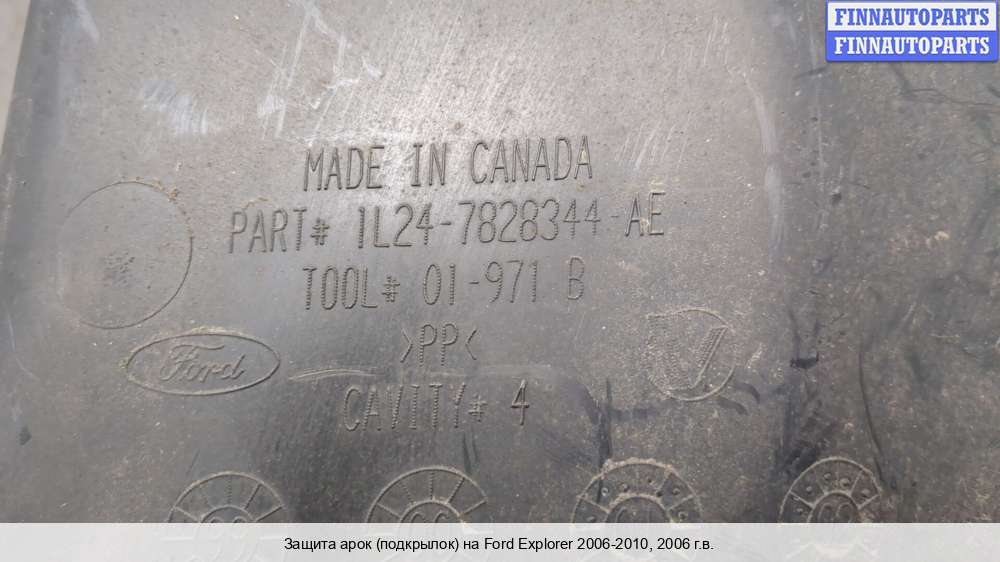 FINNAUTOPARTS
FINNAUTOPARTS
MADE IN CANADA
PART# 1L24-7828344-AE
TOOL# 01-971 B
>PP<
Ford
CAVITY# 4
Защита арок (подкрылок) на Ford Explorer 2006-2010, 2006 г.в.